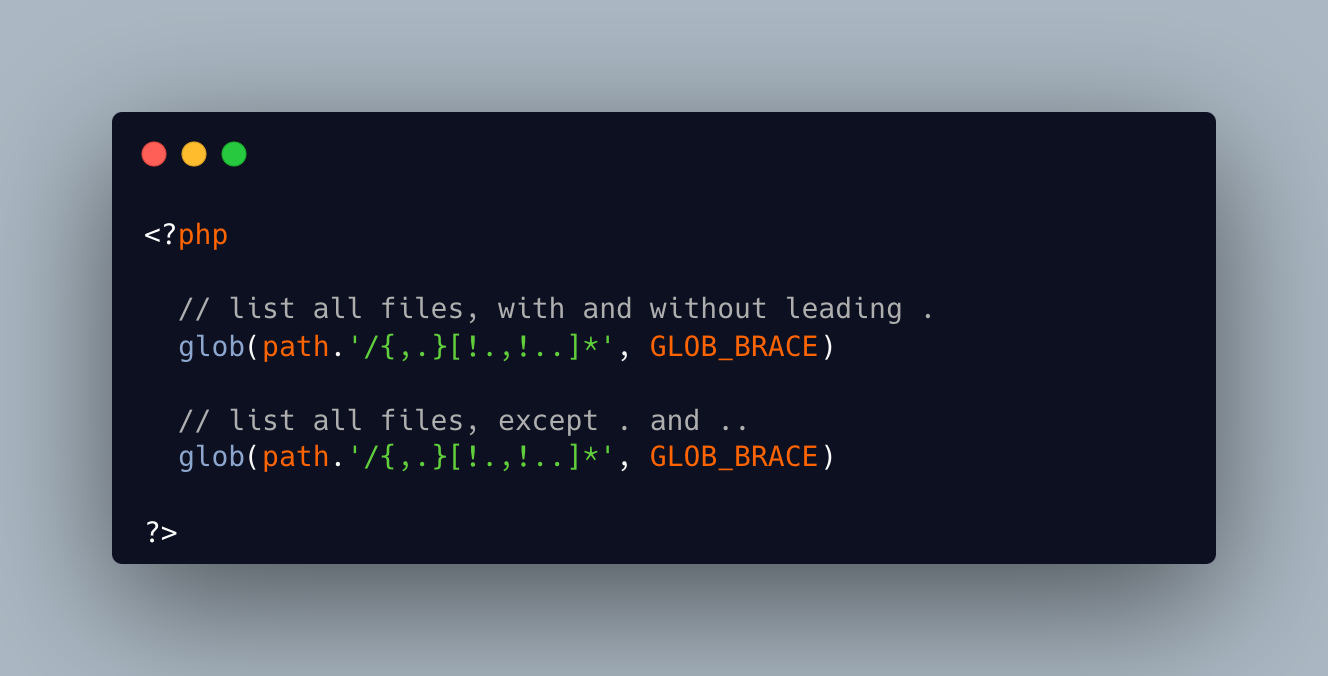 <?php
// list all files, with and without leading .
glob(path.'/{,.}[!.,!..]*', GLOB_BRACE)
// list all files, except . and ..
glob(path.'/{,.}[!.,!..]*', GLOB_BRACE)
?>